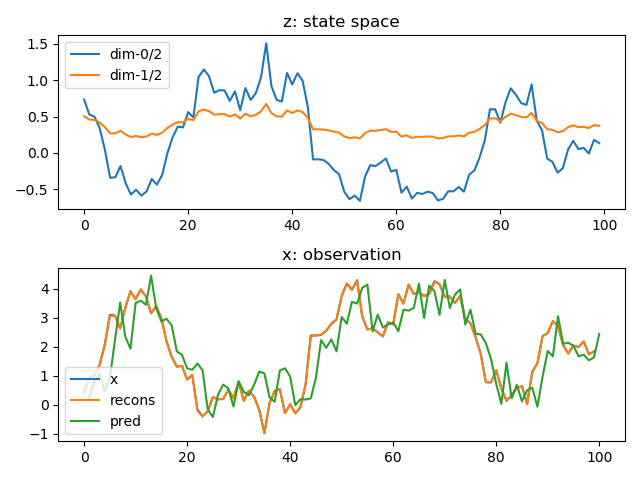 z: state space
1.5
1.0
0.5
0.0
−0.5
dim-0/2
dim-1/2
0 20 40 60 80 100
x: observation
4
3
2
1
0
−1
x
recons
pred
0 20 40 60 80 100